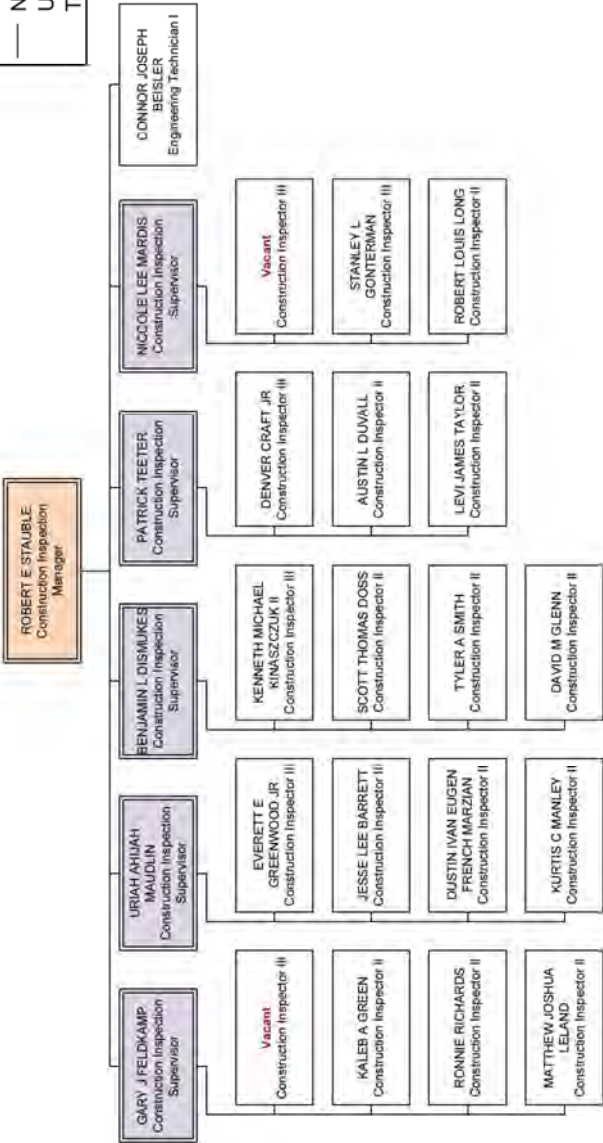 ROBERT E STAUBLE
Construction Inspection
Manager
GARY J FELDKAMP
Construction Inspection
Supervisor
Vacant
Construction Inspector III
KALEB A GREEN
Construction Inspector II
RONNIE RICHARDS
Construction Inspector II
MATTHEW JOSHUA
LELAND
Construction Inspector II
URIAH AHIJAH
MAUDLIN
Construction Inspection
Supervisor
EVERETT E
GREENWOOD JR
Construction Inspector III
JESSE LEE BARRETT
Construction Inspector III
DUSTIN IVAN EUGEN
FRENCH MARZIAN
Construction Inspector II
KURTIS C MANLEY
Construction Inspector II
BENJAMIN L DISMUKES
Construction Inspection
Supervisor
KENNETH MICHAEL
KINASZCZUK II
Construction Inspector III
SCOTT THOMAS DOSS
Construction Inspector II
TYLER A SMITH
Construction Inspector II
DAVID M GLENN
Construction Inspector II
PATRICK TEETER
Construction Inspection
Supervisor
DENVER CRAFT JR
Construction Inspector III
AUSTIN L DUVALL
Construction Inspector II
LEVI JAMES TAYLOR
Construction Inspector II
NICCOLE LEE MARDIS
Construction Inspection
Supervisor
Vacant
Construction Inspector III
STANLEY L
GONTERMAN
Construction Inspector III
ROBERT LOUIS LONG
Construction Inspector II
CONNOR JOSEPH
BEISLER
Engineering Technician I